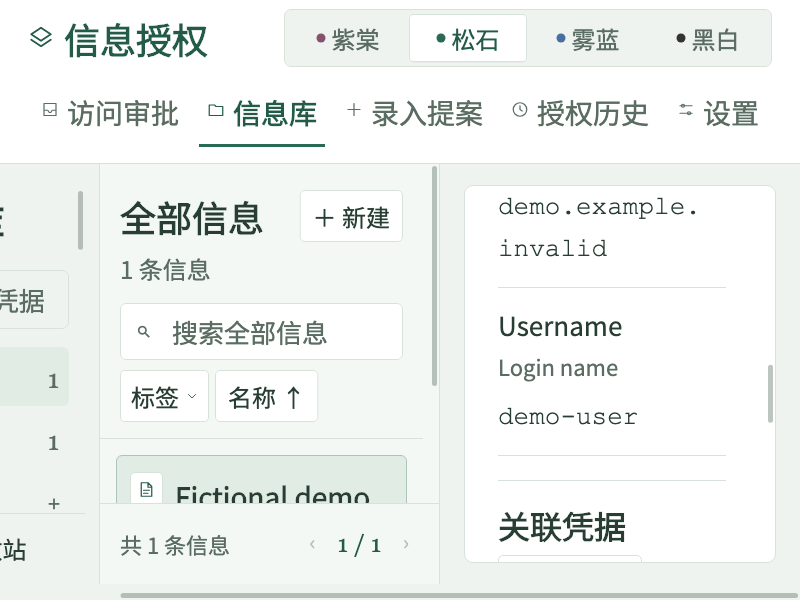 信息授权
紫棠
松石
雾蓝
黑白
访问审批
信息库
+ 录入提案
授权历史
设置
凭据
1
1
+
站
全部信息
+ 新建
1 条信息
搜索全部信息
标签
名称 ↑
Fictional demo
共 1 条信息
‹ 1 / 1 ›
demo.example.
invalid
Username
Login name
demo-user
关联凭据